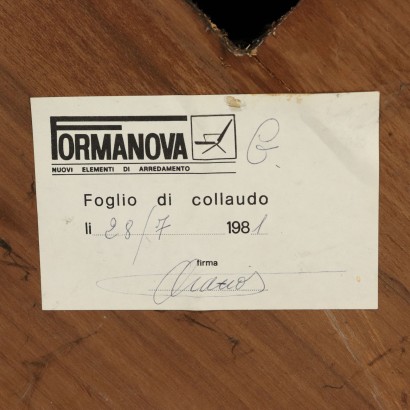 FORMANOVA
NUOVI ELEMENTI DI ARREDAMENTO
Foglio di collaudo
li 28/7 1981
firma